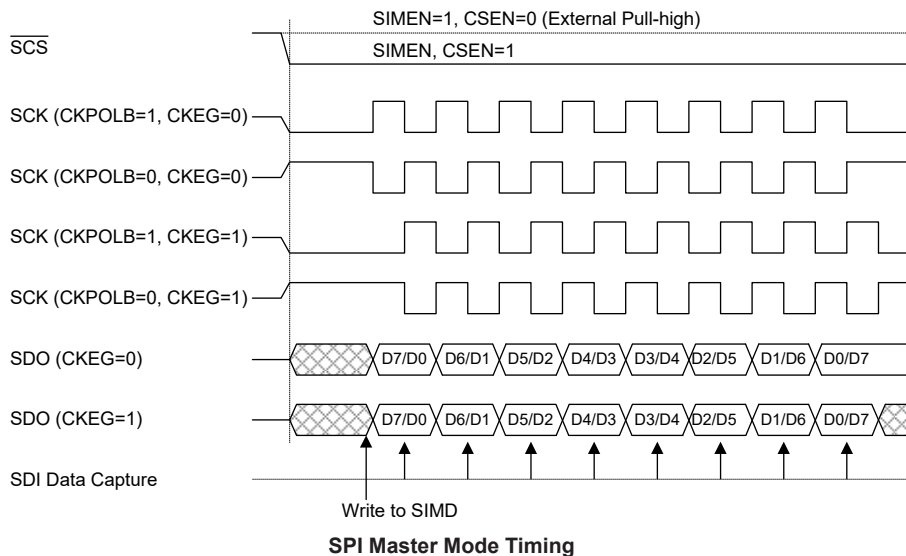 SIMEN=1, CSEN=0 (External Pull-high)
SCS
SIMEN, CSEN=1
SCK (CKPOLB=1, CKEG=0)
SCK (CKPOLB=0, CKEG=0)
SCK (CKPOLB=1, CKEG=1)
SCK (CKPOLB=0, CKEG=1)
SDO (CKEG=0) D7/D0 D6/D1 D5/D2 D4/D3 D3/D4 D2/D5 D1/D6 D0/D7
SDO (CKEG=1) D7/D0 D6/D1 D5/D2 D4/D3 D3/D4 D2/D5 D1/D6 D0/D7
SDI Data Capture
Write to SIMD
SPI Master Mode Timing